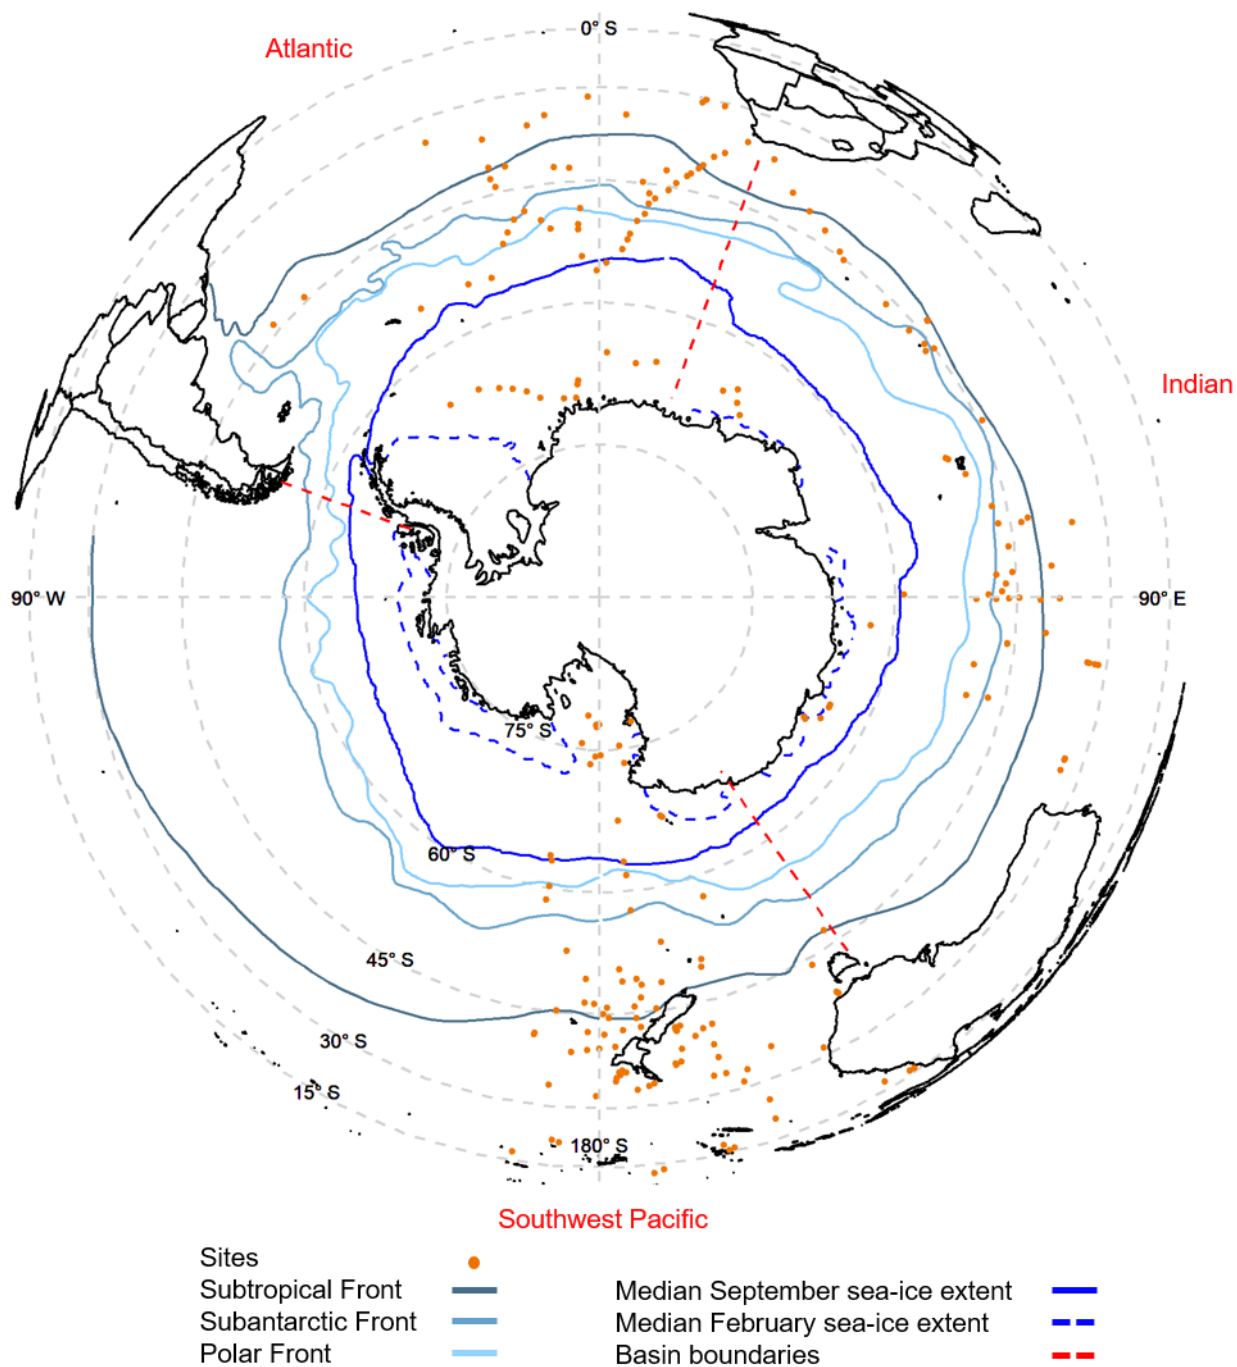 0° S
Atlantic
Indian
90° W
90° E
75° S
60° S
45° S
30° S
15° S
180° S
Southwest Pacific
Sites
Subtropical Front
Median September sea-ice extent
Subantarctic Front
Median February sea-ice extent
Polar Front
Basin boundaries